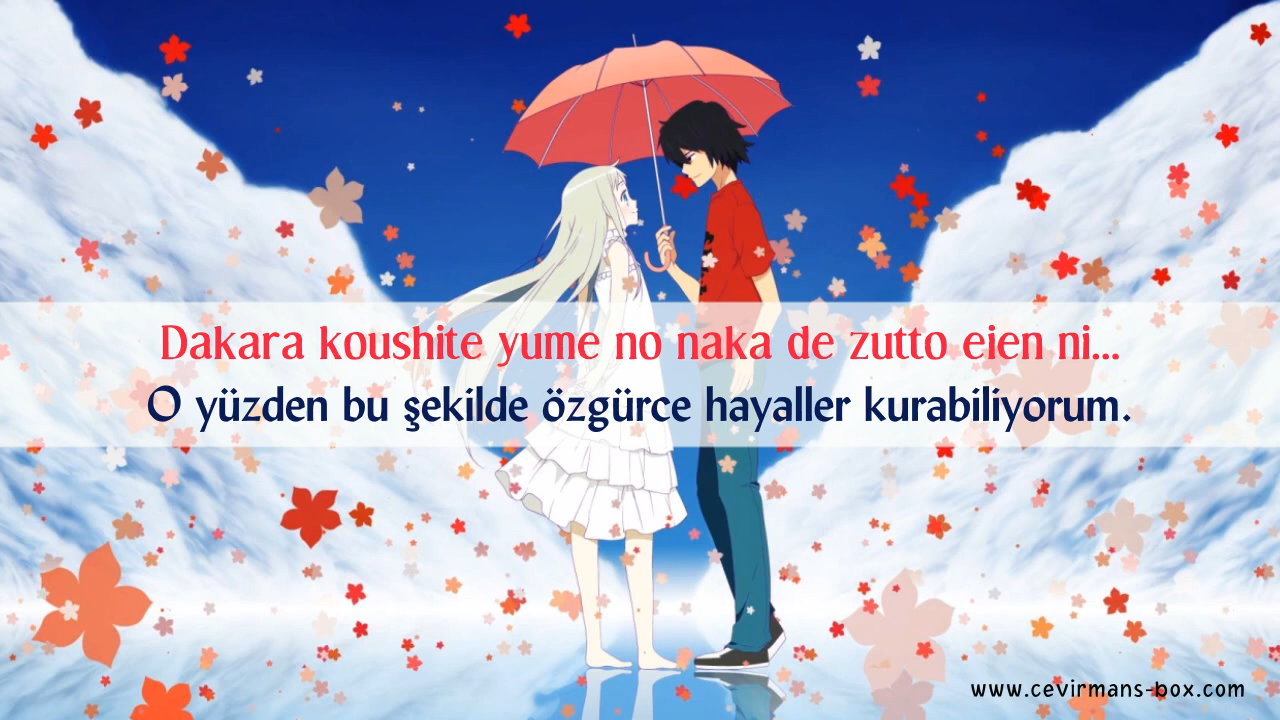 Dakara koushite yume no naka de zutto eien ni...
O yüzden bu şekilde özgürce hayaller kurabiliyorum.
www.cevirmans-box.com